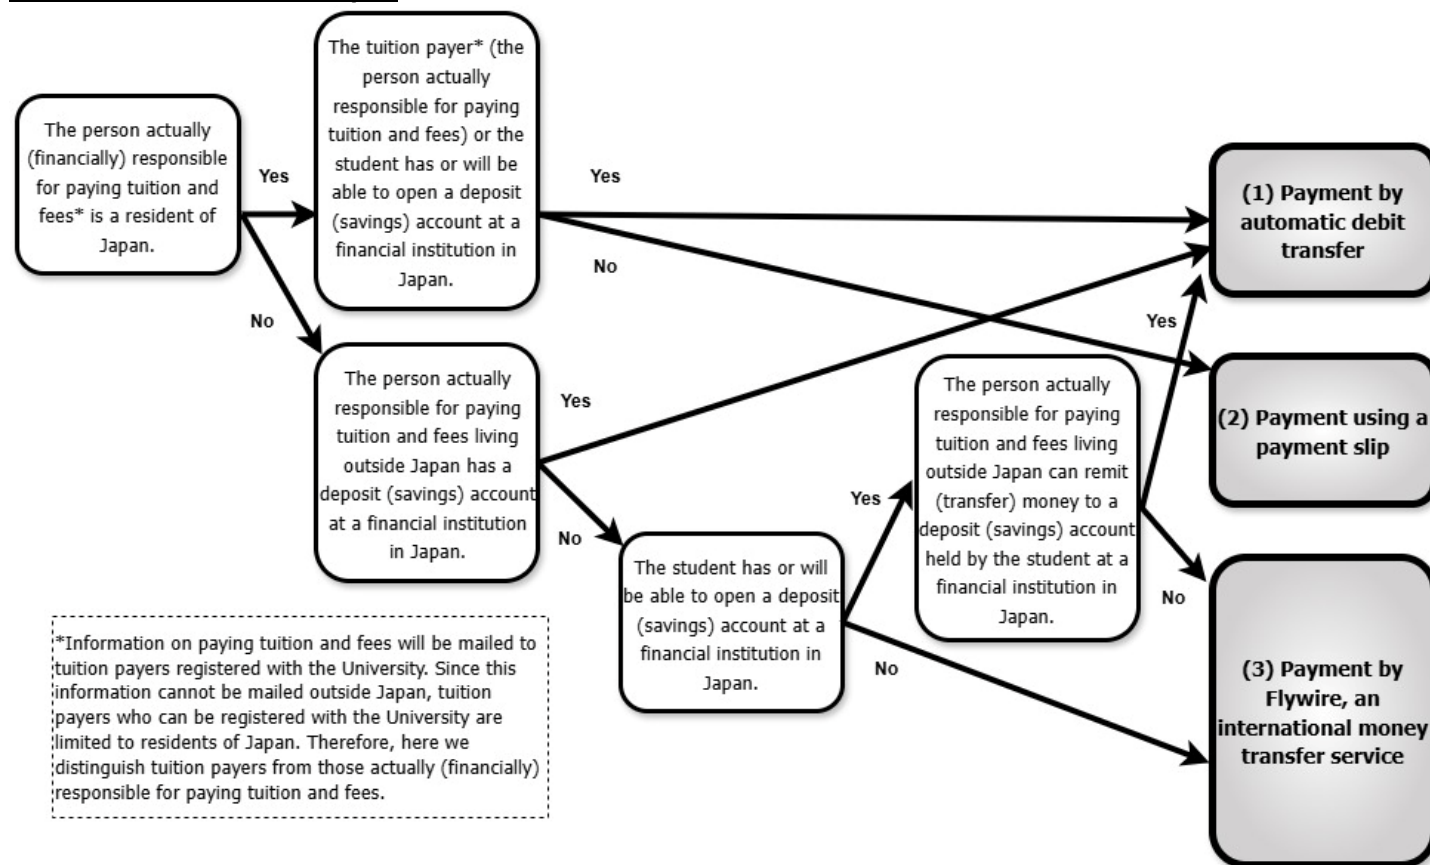 The person actually
(financially) responsible
for paying tuition and
fees* is a resident of
Japan.
Yes
No
The tuition payer* (the
person actually
responsible for paying
tuition and fees) or the
student has or will be
able to open a deposit
(savings) account at a
financial institution in
Japan.
Yes
No
The person actually
responsible for paying
tuition and fees living
outside Japan has a
deposit (savings) account
at a financial institution
in Japan.
Yes
No
The student has or will
be able to open a deposit
(savings) account at a
financial institution in
Japan.
Yes
No
The person actually
responsible for paying
tuition and fees living
outside Japan can remit
(transfer) money to a
deposit (savings) account
held by the student at a
financial institution in
Japan.
Yes
No
(1) Payment by
automatic debit
transfer
(2) Payment using a
payment slip
(3) Payment by
Flywire, an
international money
transfer service
*Information on paying tuition and fees will be mailed to
tuition payers registered with the University. Since this
information cannot be mailed outside Japan, tuition
payers who can be registered with the University are
limited to residents of Japan. Therefore, here we
distinguish tuition payers from those actually (financially)
responsible for paying tuition and fees.